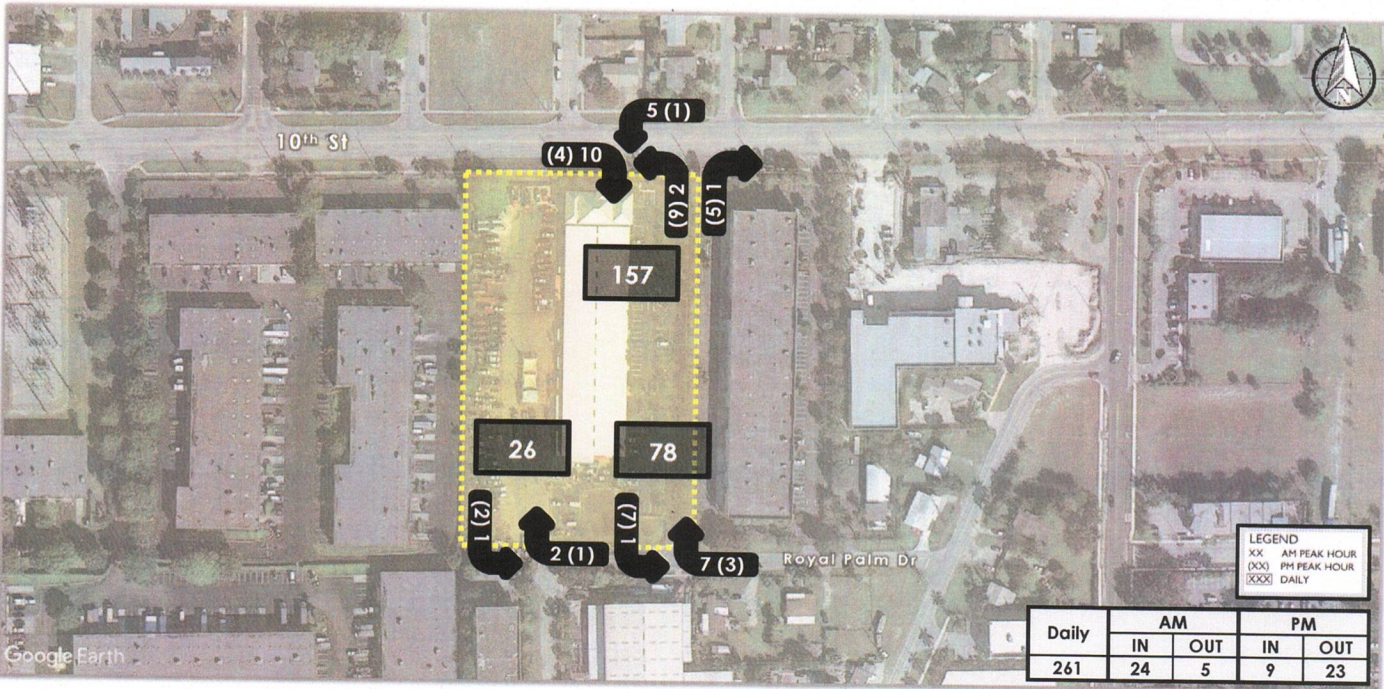 N
5 (1)
10th St
(4) 10
(9) 2
(5) 1
157
26
78
(2) 1
2 (1)
(7) 1
7 (3)
Royal Palm Dr
LEGEND
XX AM PEAK HOUR
(XX) PM PEAK HOUR
XXX DAILY
Daily AM PM
IN OUT IN OUT
261 24 5 9 23
Google Earth